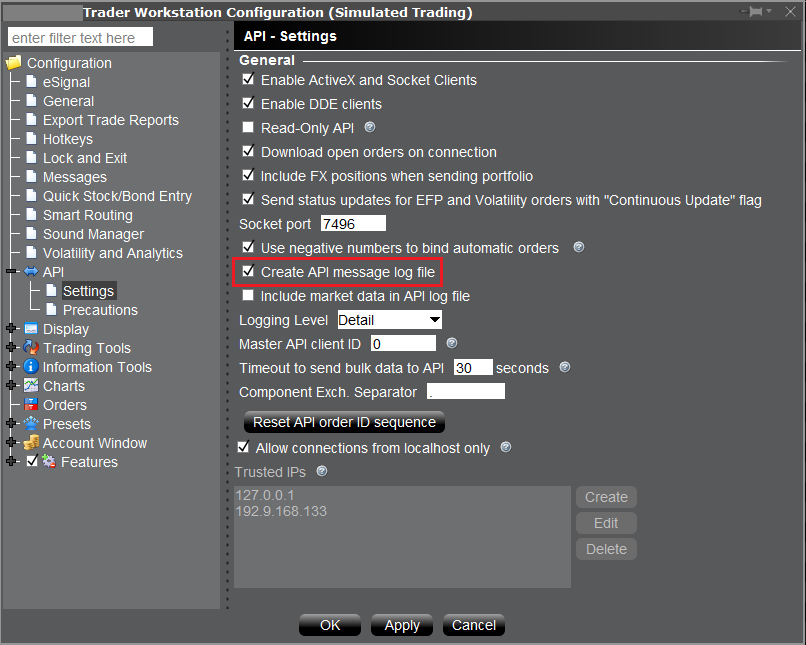 Trader Workstation Configuration (Simulated Trading)
enter filter text here
Configuration
eSignal
General
Export Trade Reports
Hotkeys
Lock and Exit
Messages
Quick Stock/Bond Entry
Smart Routing
Sound Manager
Volatility and Analytics
API
Settings
Precautions
Display
Trading Tools
Information Tools
Charts
Orders
Presets
Account Window
Features
API - Settings
General
Enable ActiveX and Socket Clients
Enable DDE clients
Read-Only API
Download open orders on connection
Include FX positions when sending portfolio
Send status updates for EFP and Volatility orders with "Continuous Update" flag
Socket port 7496
Use negative numbers to bind automatic orders
Create API message log file
Include market data in API log file
Logging Level Detail
Master API client ID 0
Timeout to send bulk data to API 30 seconds
Component Exch. Separator .
Reset API order ID sequence
Allow connections from localhost only
Trusted IPs
127.0.0.1
192.9.168.133
Create
Edit
Delete
OK Apply Cancel